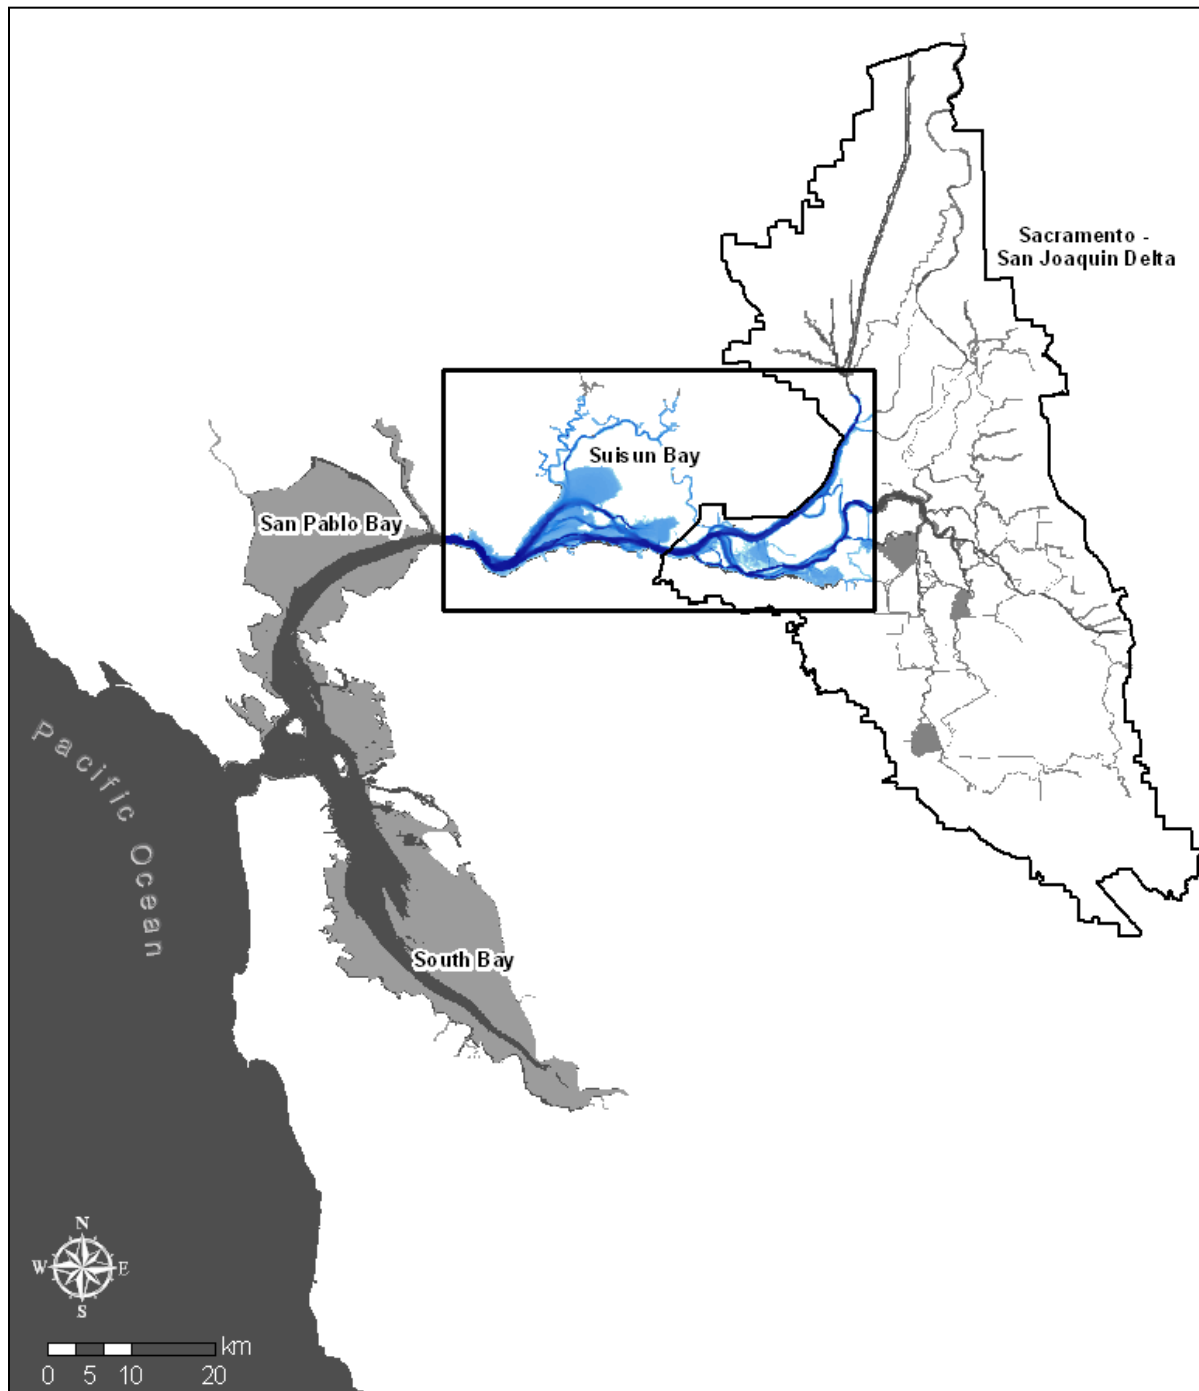 Sacramento -
San Joaquin Delta
Suisun Bay
San Pablo Bay
Pacific Ocean
South Bay
N
W E
S
km
0 5 10 20